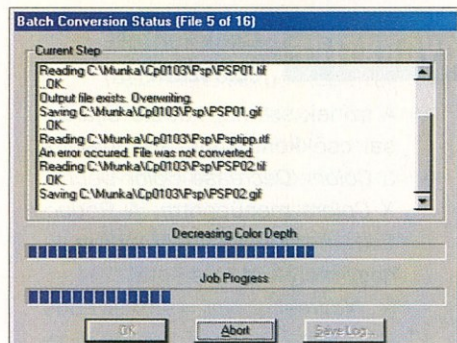 Batch Conversion Status (File 5 of 16)
Current Step
Reading C:\Munka\Cp0103\Psp\PSP01.tif
..OK.
Output file exists. Overwriting.
Saving C:\Munka\Cp0103\Psp\PSP01.gif
..OK.
Reading C:\Munka\Cp0103\Psp\Psptipp.rtf
An error occured. File was not converted.
Reading C:\Munka\Cp0103\Psp\PSP02.tif
..OK.
Saving C:\Munka\Cp0103\Psp\PSP02.gif
Decreasing Color Depth
Job Progress
OK
Abort
Save Log...